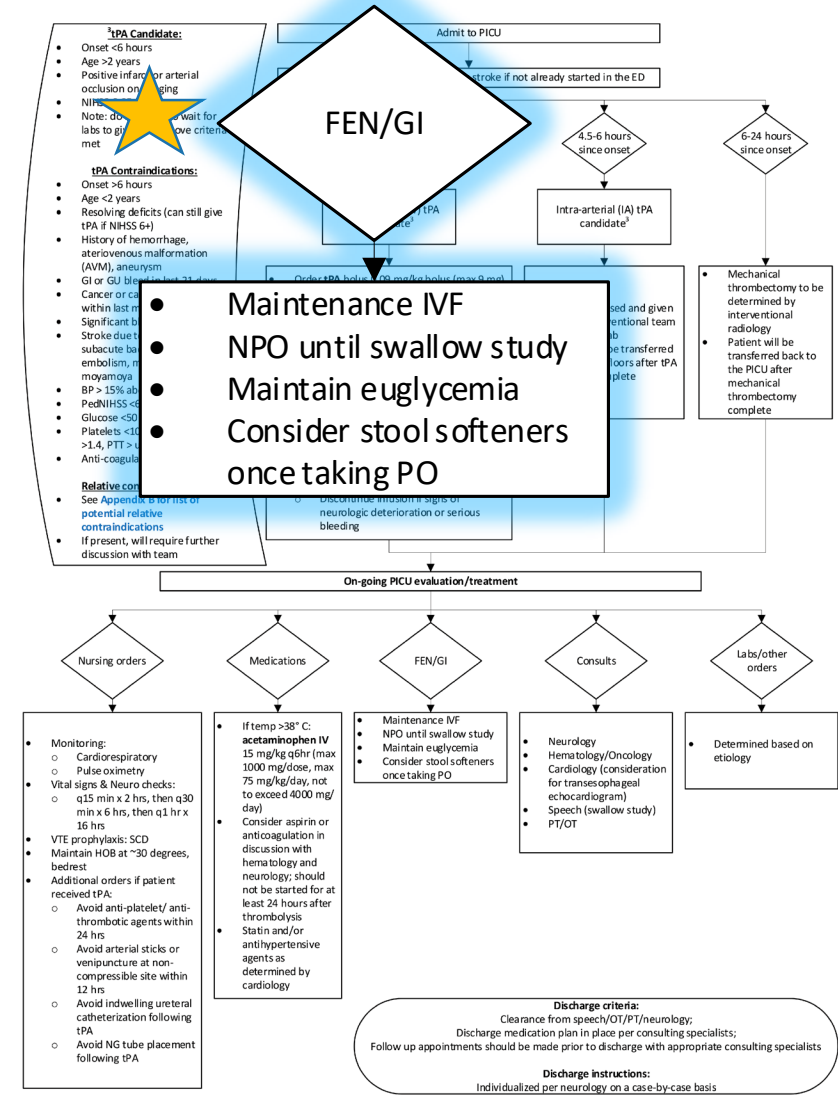 ³tPA Candidate:
• Onset <6 hours
• Age >2 years
• Positive infarct or arterial
occlusion on
• Note: do wait for
labs to
met
tPA Contraindications:
• Onset >6 hours
• Age <2 years
• Resolving deficits (can still give
tPA if NIHSS 6+)
• History of hemorrhage,
ateriovenous malformation
(AVM), aneurysm
• GI or GU bleed in last 21 days
• Cancer or
within last
• Significant
• Stroke due
subacute
embolism,
moyamoya
• BP > 15%
• PedNIHSS <6
• Glucose <50
• Platelets
>1.4, PTT >
•
Relative
• See Appendix B for list of
potential relative
contraindications
• If present, will require further
discussion with team
Admit to PICU
stroke if not already started in the ED
FEN/GI
• Maintenance IVF
• NPO until swallow study
• Maintain euglycemia
• Consider stool softeners
once taking PO
4.5-6 hours
since onset
6-24 hours
since onset
tPA
Intra-arterial (IA) tPA
candidate³
• Order tPA bolus 0.09 mg/kg bolus (max 9 mg)
○ Discontinue infusion if signs of
neurologic deterioration or serious
bleeding
and given
team
be transferred
after tPA
• Mechanical
thrombectomy to be
determined by
interventional
radiology
• Patient will be
transferred back to
the PICU after
mechanical
thrombectomy
complete
On-going PICU evaluation/treatment
Nursing orders
• Monitoring:
○ Cardiorespiratory
○ Pulse oximetry
• Vital signs & Neuro checks:
○ q15 min x 2 hrs, then q30
min x 6 hrs, then q1 hr x
16 hrs
• VTE prophylaxis: SCD
• Maintain HOB at ~30 degrees,
bedrest
• Additional orders if patient
received tPA:
○ Avoid anti-platelet/ anti-
thrombotic agents within
24 hrs
○ Avoid arterial sticks or
venipuncture at non-
compressible site within
12 hrs
○ Avoid indwelling ureteral
catheterization following
tPA
○ Avoid NG tube placement
following tPA
Medications
• If temp >38° C:
acetaminophen IV
15 mg/kg q6hr (max
1000 mg/dose, max
75 mg/kg/day, not
to exceed 4000 mg/
day)
• Consider aspirin or
anticoagulation in
discussion with
hematology and
neurology; should
not be started for at
least 24 hours after
thrombolysis
• Statin and/or
antihypertensive
agents as
determined by
cardiology
FEN/GI
• Maintenance IVF
• NPO until swallow study
• Maintain euglycemia
• Consider stool softeners
once taking PO
Consults
• Neurology
• Hematology/Oncology
• Cardiology (consideration
for transesophageal
echocardiogram)
• Speech (swallow study)
• PT/OT
Labs/other
orders
• Determined based on
etiology
Discharge criteria:
Clearance from speech/OT/PT/neurology;
Discharge medication plan in place per consulting specialists;
Follow up appointments should be made prior to discharge with appropriate consulting specialists
Discharge instructions:
Individualized per neurology on a case-by-case basis